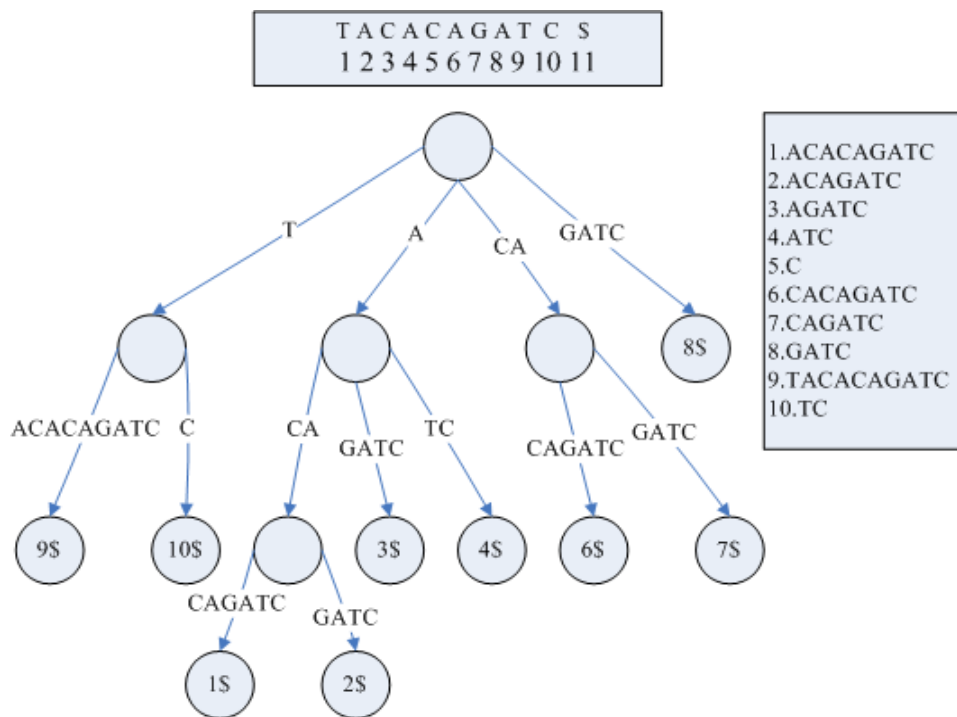 T A C A C A G A T C S
1 2 3 4 5 6 7 8 9 10 11
1.ACACAGATC
2.ACAGATC
3.AGATC
4.ATC
5.C
6.CACAGATC
7.CAGATC
8.GATC
9.TACACAGATC
10.TC
T
A
CA
GATC
8$
ACACAGATC
C
CA
GATC
TC
CAGATC
GATC
9$
10$
3$
4$
6$
7$
CAGATC
GATC
1$
2$